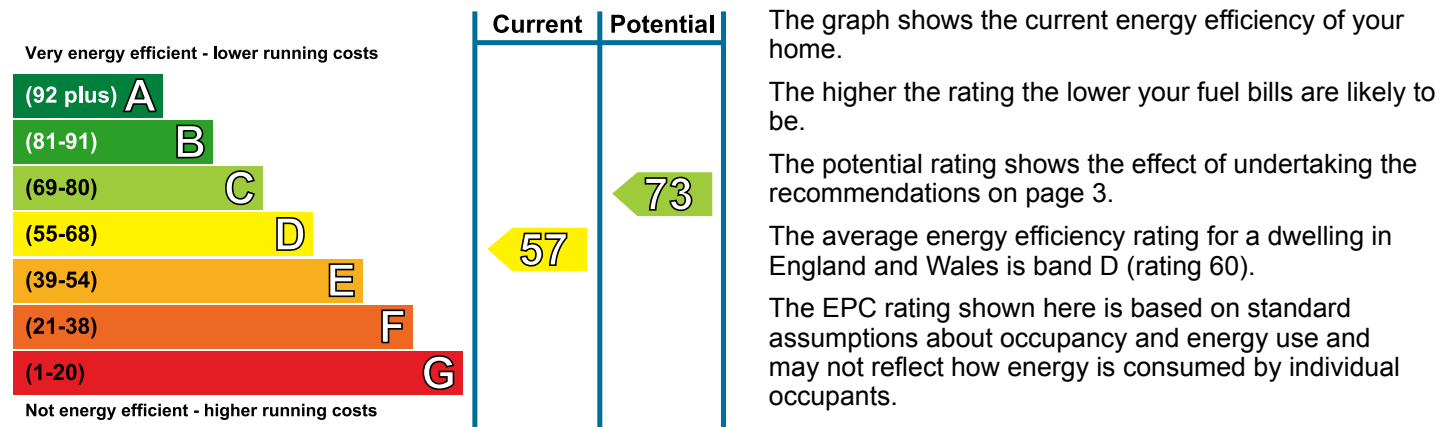 Current Potential
Very energy efficient - lower running costs
(92 plus) A
(81-91) B
(69-80) C
(55-68) D
(39-54) E
(21-38) F
(1-20) G
Not energy efficient - higher running costs
73
57
The graph shows the current energy efficiency of your
home.
The higher the rating the lower your fuel bills are likely to
be.
The potential rating shows the effect of undertaking the
recommendations on page 3.
The average energy efficiency rating for a dwelling in
England and Wales is band D (rating 60).
The EPC rating shown here is based on standard
assumptions about occupancy and energy use and
may not reflect how energy is consumed by individual
occupants.